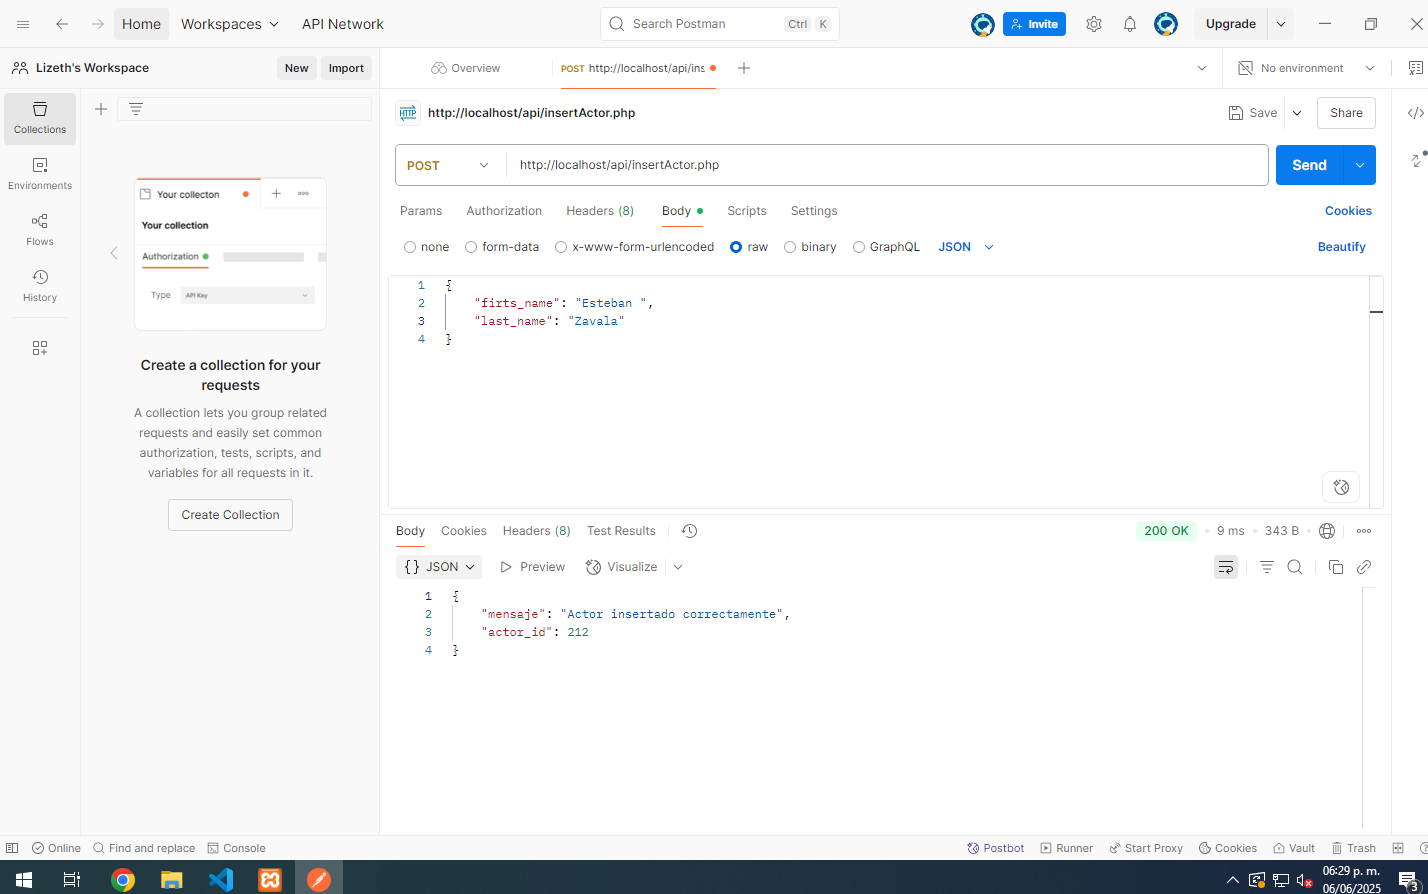 Home
Workspaces
API Network
Search Postman
Ctrl K
Invite
Upgrade
Lizeth's Workspace
New
Import
Overview
POST http://localhost/api/ins
No environment
Collections
Environments
Flows
History
Your collecton
Your collection
Authorization
Type API Key
Create a collection for your
requests
A collection lets you group related
requests and easily set common
authorization, tests, scripts, and
variables for all requests in it.
Create Collection
HTTP http://localhost/api/insertActor.php
Save
Share
POST http://localhost/api/insertActor.php
Send
Params Authorization Headers (8) Body Scripts Settings
Cookies
none form-data x-www-form-urlencoded raw binary GraphQL JSON
Beautify
1 {
2 "firts_name": "Esteban ",
3 "last_name": "Zavala"
4 }
Body Cookies Headers (8) Test Results
200 OK 9 ms 343 B
{} JSON Preview Visualize
1 {
2 "mensaje": "Actor insertado correctamente",
3 "actor_id": 212
4 }
Online Find and replace Console
Postbot Runner Start Proxy Cookies Vault Trash
06:29 p. m.
06/06/2025
3